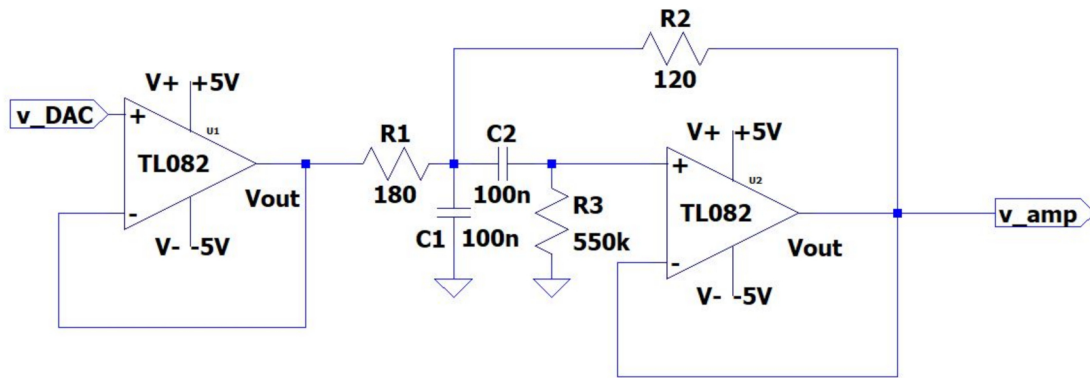 R2
120
V+ +5V
v_DAC
+
U1
TL082
-
V- -5V
Vout
R1
180
C2
100n
C1
100n
R3
550k
V+ +5V
+
U2
TL082
-
V- -5V
Vout
v_amp